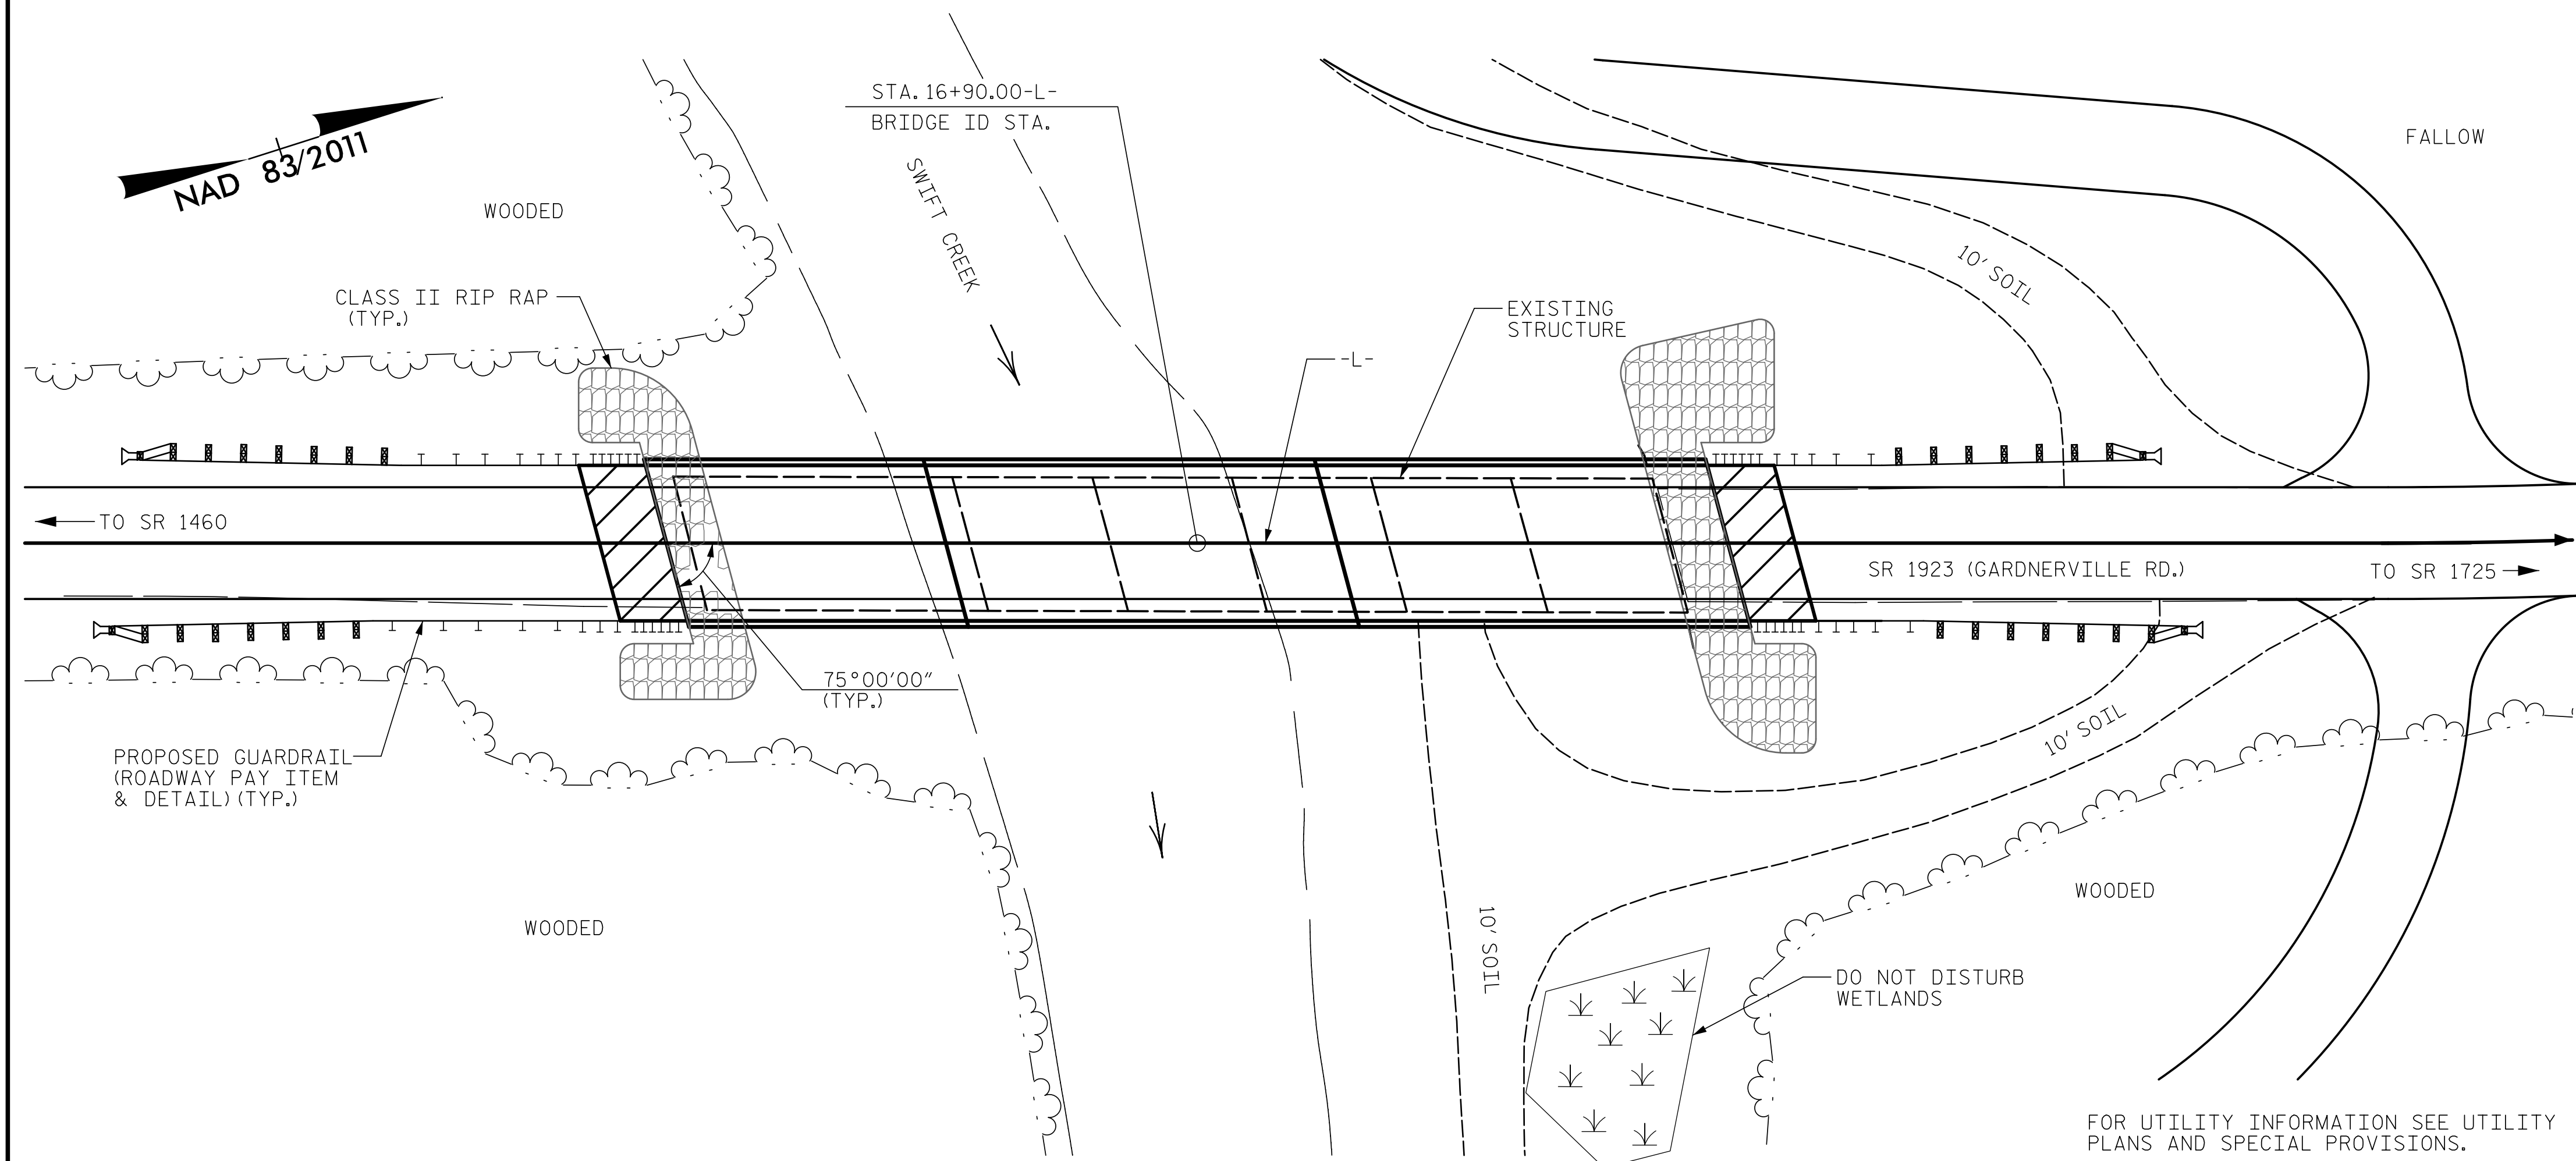 STA. 16+90.00-L-
BRIDGE ID STA.
NAD 83/2011
FALLOW
SWIFT CREEK
WOODED
10' SOIL
CLASS II RIP RAP
(TYP.)
EXISTING
STRUCTURE
-L-
TO SR 1460
SR 1923 (GARDNERVILLE RD.)
TO SR 1725
75°00'00"
(TYP.)
10' SOIL
PROPOSED GUARDRAIL
(ROADWAY PAY ITEM
& DETAIL) (TYP.)
WOODED
WOODED
10' SOIL
DO NOT DISTURB
WETLANDS
FOR UTILITY INFORMATION SEE UTILITY
PLANS AND SPECIAL PROVISIONS.